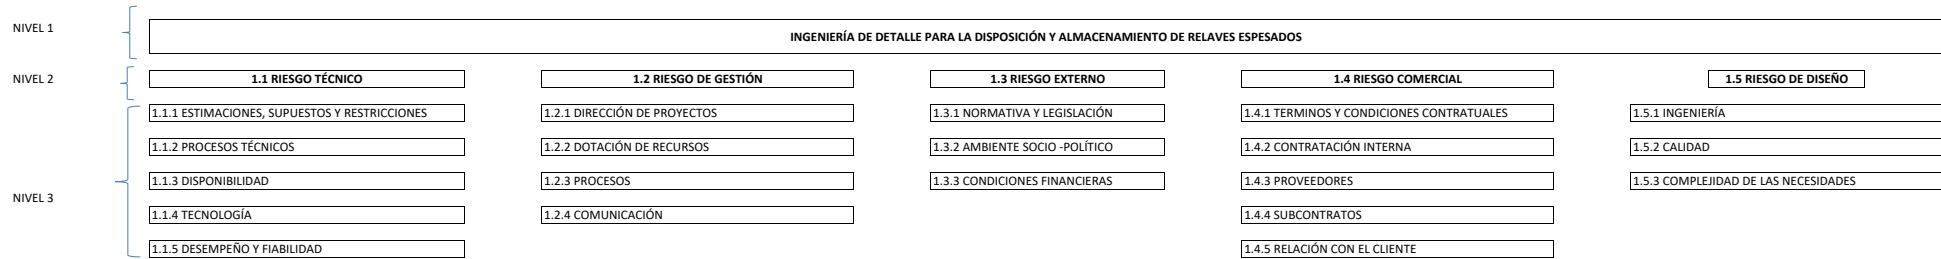 NIVEL 1
INGENIERÍA DE DETALLE PARA LA DISPOSICIÓN Y ALMACENAMIENTO DE RELAVES ESPESADOS
NIVEL 2
1.1 RIESGO TÉCNICO
1.2 RIESGO DE GESTIÓN
1.3 RIESGO EXTERNO
1.4 RIESGO COMERCIAL
1.5 RIESGO DE DISEÑO
NIVEL 3
1.1.1 ESTIMACIONES, SUPUESTOS Y RESTRICCIONES
1.1.2 PROCESOS TÉCNICOS
1.1.3 DISPONIBILIDAD
1.1.4 TECNOLOGÍA
1.1.5 DESEMPEÑO Y FIABILIDAD
1.2.1 DIRECCIÓN DE PROYECTOS
1.2.2 DOTACIÓN DE RECURSOS
1.2.3 PROCESOS
1.2.4 COMUNICACIÓN
1.3.1 NORMATIVA Y LEGISLACIÓN
1.3.2 AMBIENTE SOCIO -POLÍTICO
1.3.3 CONDICIONES FINANCIERAS
1.4.1 TERMINOS Y CONDICIONES CONTRATUALES
1.4.2 CONTRATACIÓN INTERNA
1.4.3 PROVEEDORES
1.4.4 SUBCONTRATOS
1.4.5 RELACIÓN CON EL CLIENTE
1.5.1 INGENIERÍA
1.5.2 CALIDAD
1.5.3 COMPLEJIDAD DE LAS NECESIDADES